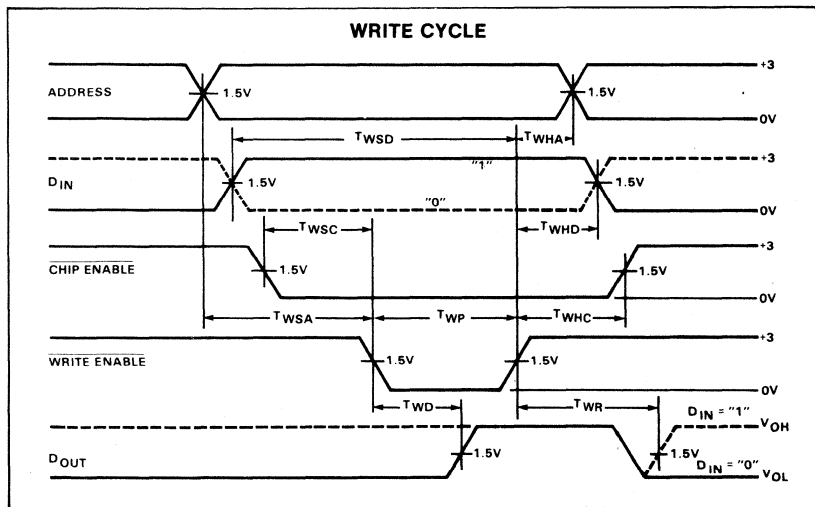 WRITE CYCLE
ADDRESS 1.5V 1.5V +3
0V
TWSD TWHA
DIN 1.5V "1" "0" 1.5V +3
0V
TWSC TWHD
CHIP ENABLE 1.5V 1.5V +3
0V
TWSA TWP TWHC
WRITE ENABLE 1.5V 1.5V +3
0V
TWD TWR
DOUT 1.5V 1.5V DIN = "1" VOH
DIN = "0" VOL